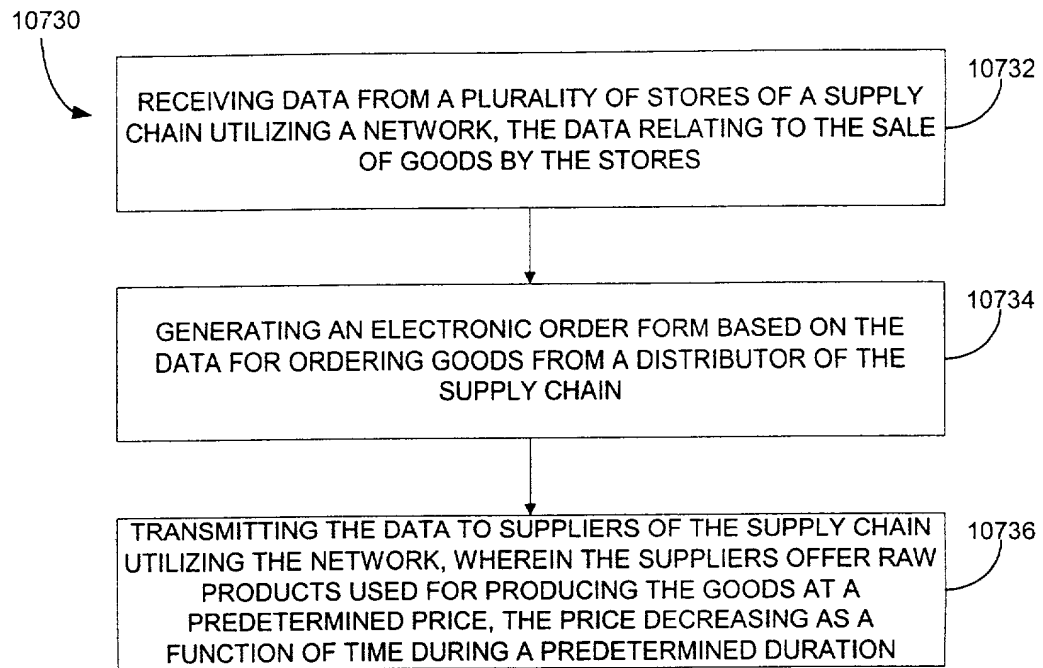 10730
10732
RECEIVING DATA FROM A PLURALITY OF STORES OF A SUPPLY
CHAIN UTILIZING A NETWORK, THE DATA RELATING TO THE SALE
OF GOODS BY THE STORES
10734
GENERATING AN ELECTRONIC ORDER FORM BASED ON THE
DATA FOR ORDERING GOODS FROM A DISTRIBUTOR OF THE
SUPPLY CHAIN
10736
TRANSMITTING THE DATA TO SUPPLIERS OF THE SUPPLY CHAIN
UTILIZING THE NETWORK, WHEREIN THE SUPPLIERS OFFER RAW
PRODUCTS USED FOR PRODUCING THE GOODS AT A
PREDETERMINED PRICE, THE PRICE DECREASING AS A
FUNCTION OF TIME DURING A PREDETERMINED DURATION